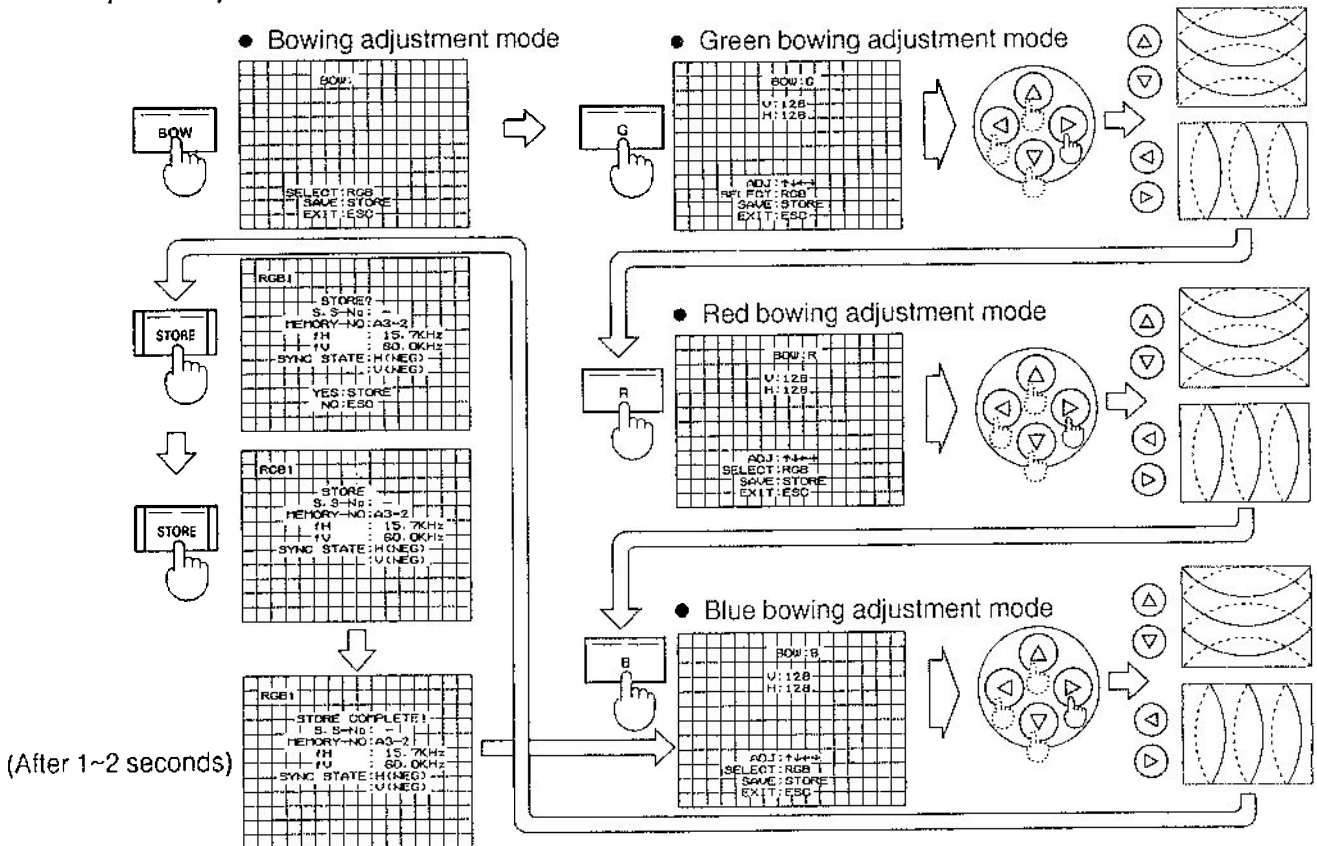 ● Bowing adjustment mode
BOW
BOW:
SELECT:RGB
SAVE:STORE
EXIT:ESC
● Green bowing adjustment mode
G
BOW:G
V:128
H:128
ADJ:↑↓←→
SELECT:RGB
SAVE:STORE
EXIT:ESC
● Red bowing adjustment mode
R
BOW:R
V:128
H:128
ADJ:↑↓←→
SELECT:RGB
SAVE:STORE
EXIT:ESC
● Blue bowing adjustment mode
B
BOW:B
V:128
H:128
ADJ:↑↓←→
SELECT:RGB
SAVE:STORE
EXIT:ESC
STORE
RGB1
STORE?
S.S-No: -
MEMORY-NO:A3-2
fH : 15.7KHz
fV : 60.0KHz
SYNC STATE:H(NEG)
:V(NEG)
YES:STORE
NO:ESC
STORE
RGB1
STORE
S.S-No: -
MEMORY-NO:A3-2
fH : 15.7KHz
fV : 60.0KHz
SYNC STATE:H(NEG)
:V(NEG)
(After 1~2 seconds)
RGB1
STORE COMPLETE!
S.S-No: -
MEMORY-NO:A3-2
fH : 15.7KHz
fV : 60.0KHz
SYNC STATE:H(NEG)
:V(NEG)